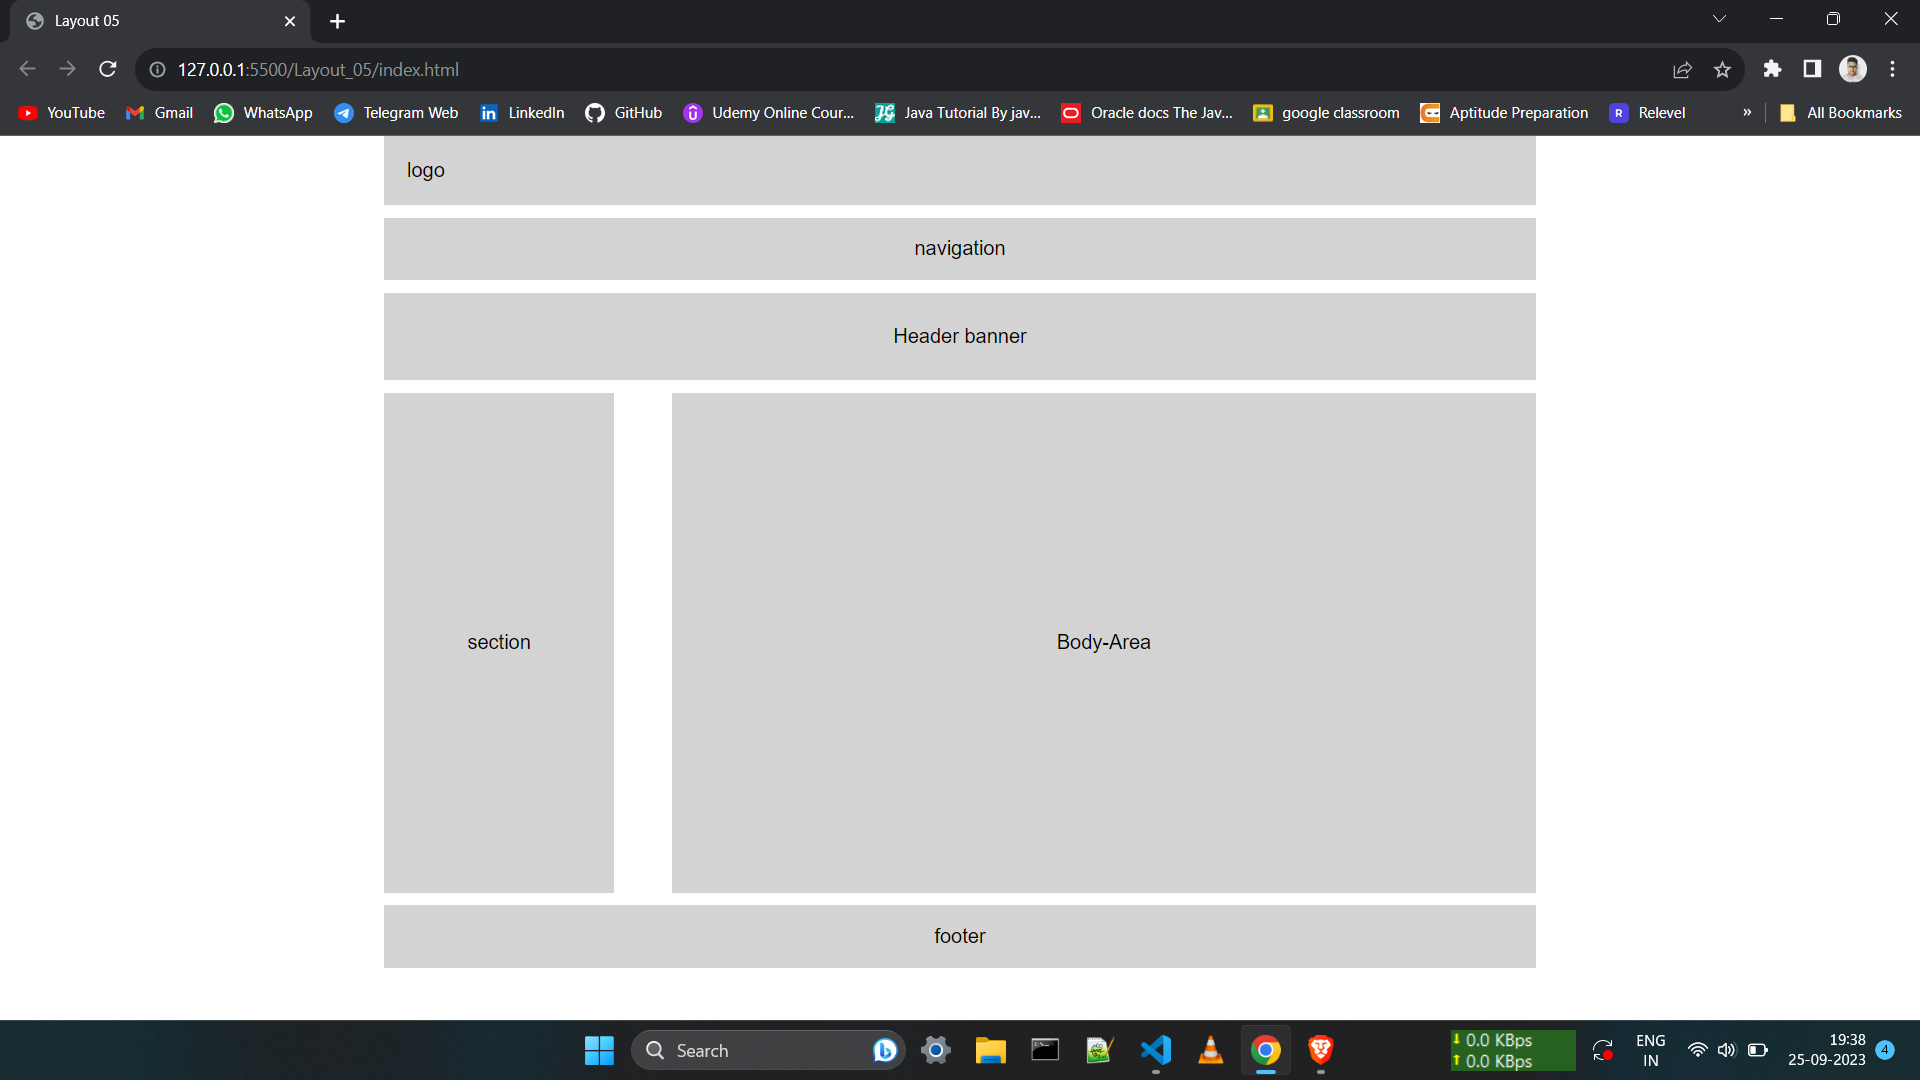 Layout 05
127.0.0.1:5500/Layout_05/index.html
YouTube Gmail WhatsApp Telegram Web LinkedIn GitHub Udemy Online Cour... Java Tutorial By jav... Oracle docs The Jav... google classroom Aptitude Preparation Relevel » All Bookmarks
logo
navigation
Header banner
section Body-Area
footer
Search
0.0 KBps
0.0 KBps
ENG
IN
19:38
25-09-2023
4